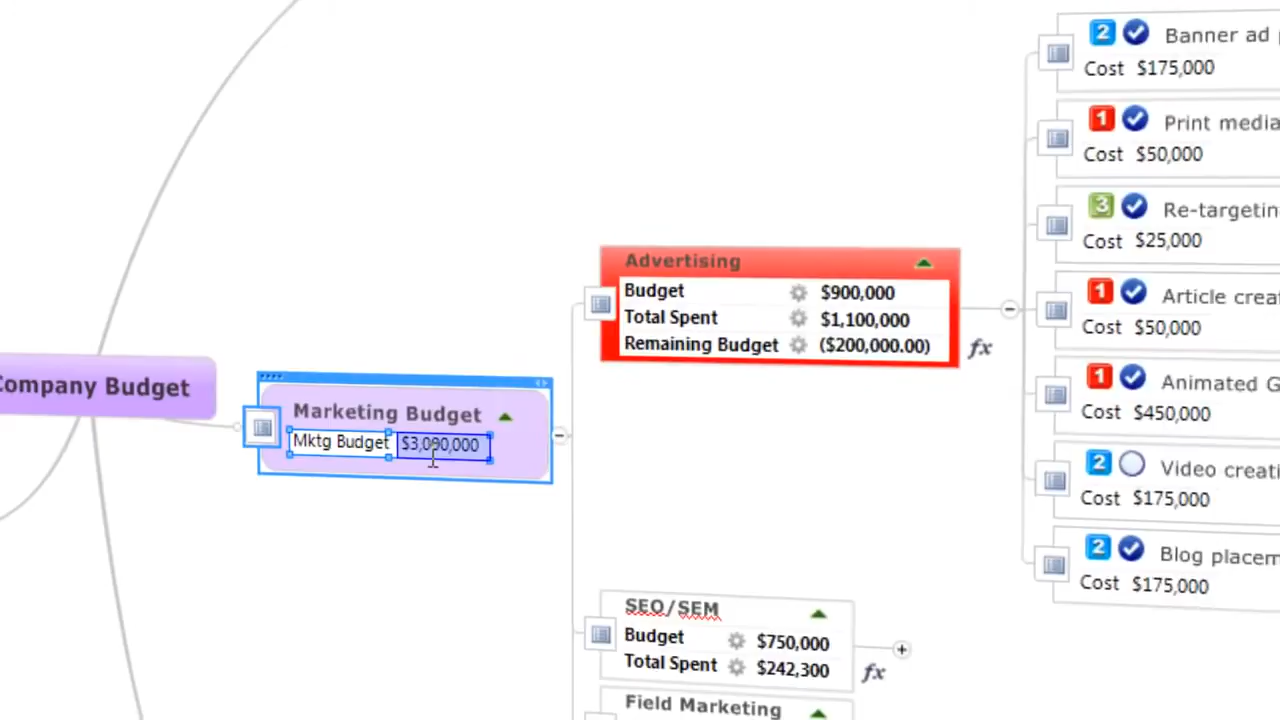 Company Budget
Marketing Budget
Mktg Budget $3,000,000
Advertising
Budget $900,000
Total Spent $1,100,000
Remaining Budget ($200,000.00)
fx
SEO/SEM
Budget $750,000
Total Spent $242,300
fx
Field Marketing
2 Banner ad
Cost $175,000
1 Print media
Cost $50,000
3 Re-targetin
Cost $25,000
1 Article creat
Cost $50,000
1 Animated G
Cost $450,000
2 Video creati
Cost $175,000
2 Blog placem
Cost $175,000